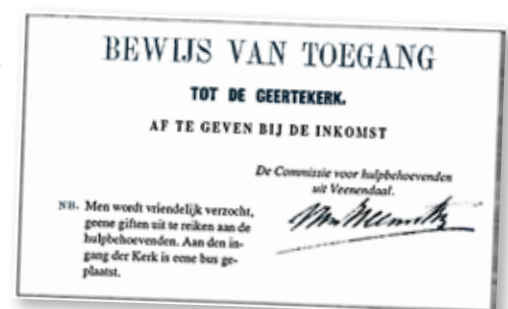 BEWIJS VAN TOEGANG
TOT DE GEERTEKERK.
AF TE GEVEN BIJ DE INKOMST
De Commissie voor hulpbehoevenden
uit Veenendaal.
NB. Men wordt vriendelijk verzocht,
geene giften uit te reiken aan de
hulpbehoevenden. Aan den in-
gang der Kerk is eene bus ge-
plaatst.